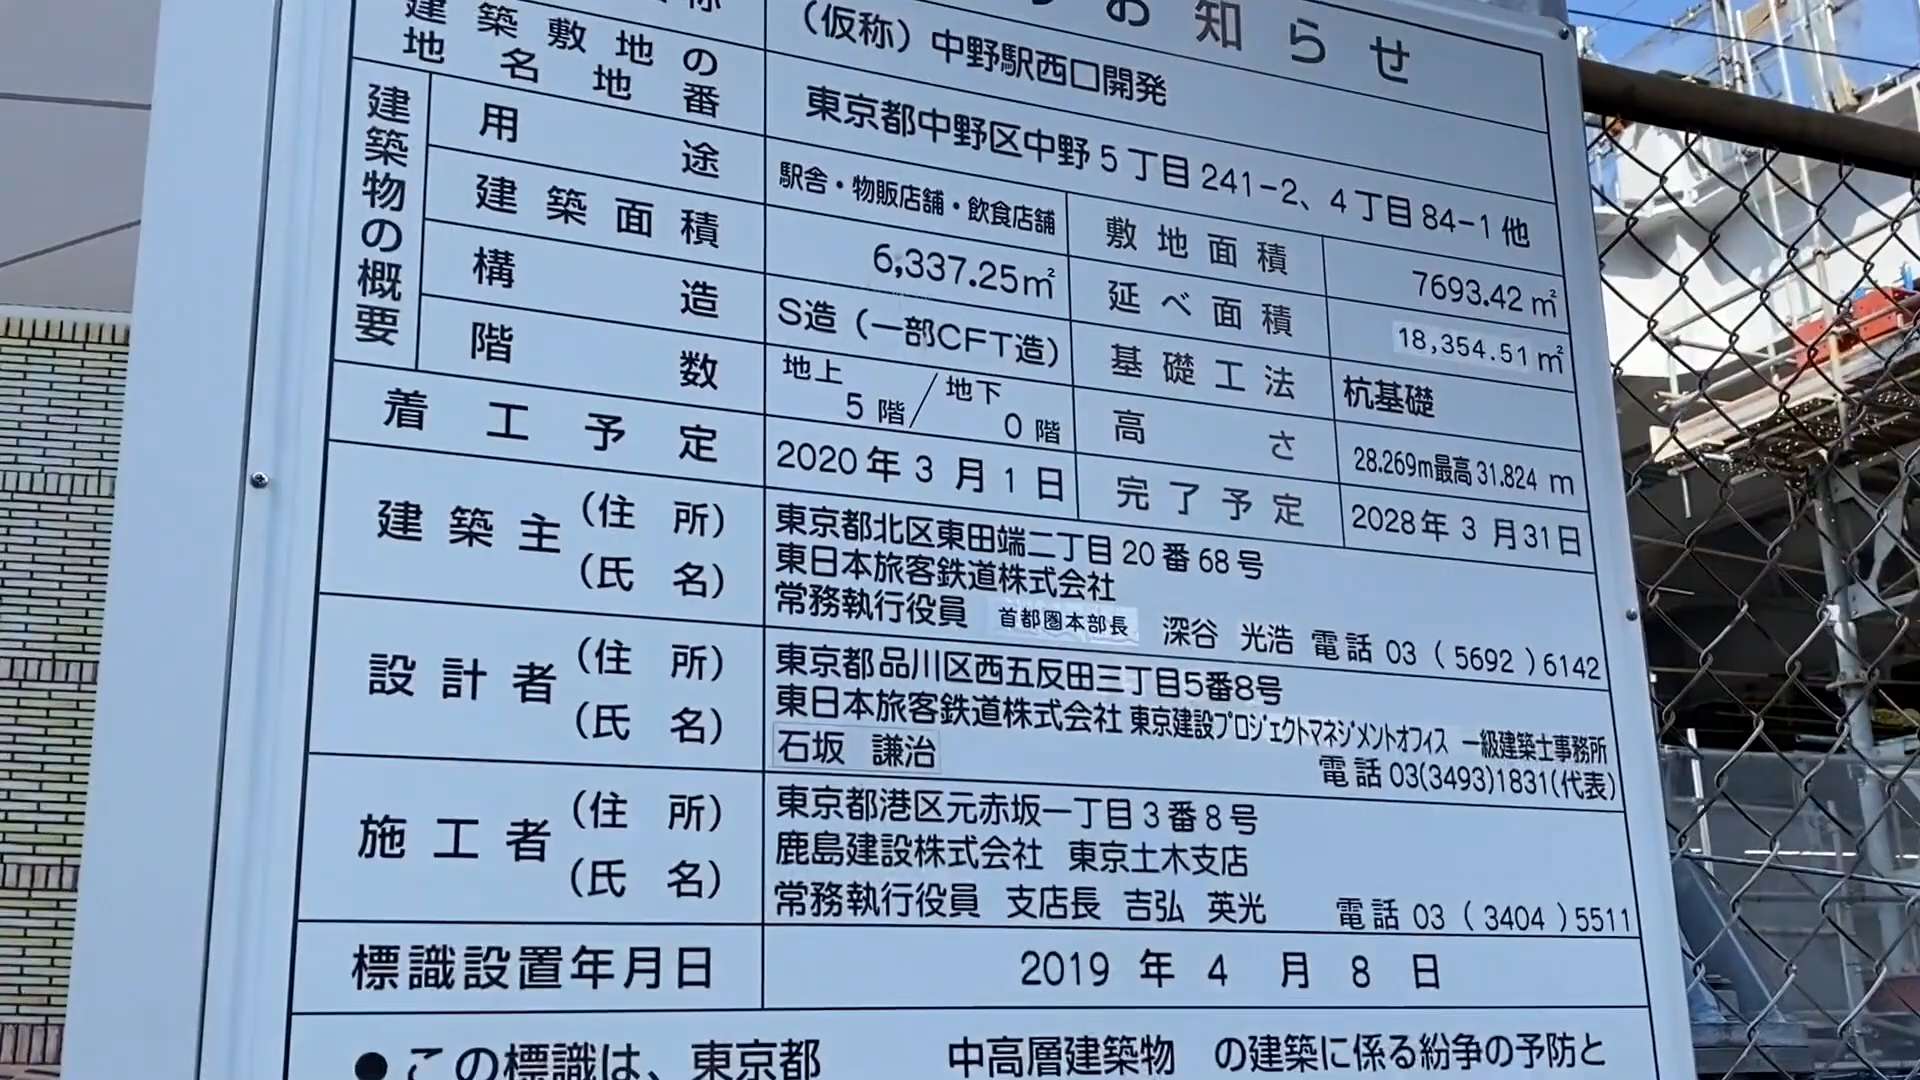 のお知らせ
称 (仮称) 中野駅西口開発
建築敷地の地名地番 東京都中野区中野5丁目241-2、4丁目84-1他
建築物の概要
用途 駅舎・物販店舗・飲食店舗 敷地面積 7693.42㎡
建築面積 6,337.25㎡ 延べ面積 18,354.51㎡
構造 S造(一部CFT造) 基礎工法 杭基礎
階数 地上5階/地下0階 高さ 28.269m最高31.824m
着工予定 2020年3月1日 完了予定 2028年3月31日
建築主 (住所) 東京都北区東田端二丁目20番68号
(氏名) 東日本旅客鉄道株式会社
常務執行役員 首都圏本部長 深谷 光浩 電話 03(5692)6142
設計者 (住所) 東京都品川区西五反田三丁目5番8号
(氏名) 東日本旅客鉄道株式会社 東京建設プロジェクトマネジメントオフィス 一級建築士事務所
石坂 謙治 電話03(3493)1831(代表)
施工者 (住所) 東京都港区元赤坂一丁目3番8号
(氏名) 鹿島建設株式会社 東京土木支店
常務執行役員 支店長 吉弘 英光 電話 03(3404)5511
標識設置年月日 2019年4月8日
●この標識は、東京都 中高層建築物 の建築に係る紛争の予防と